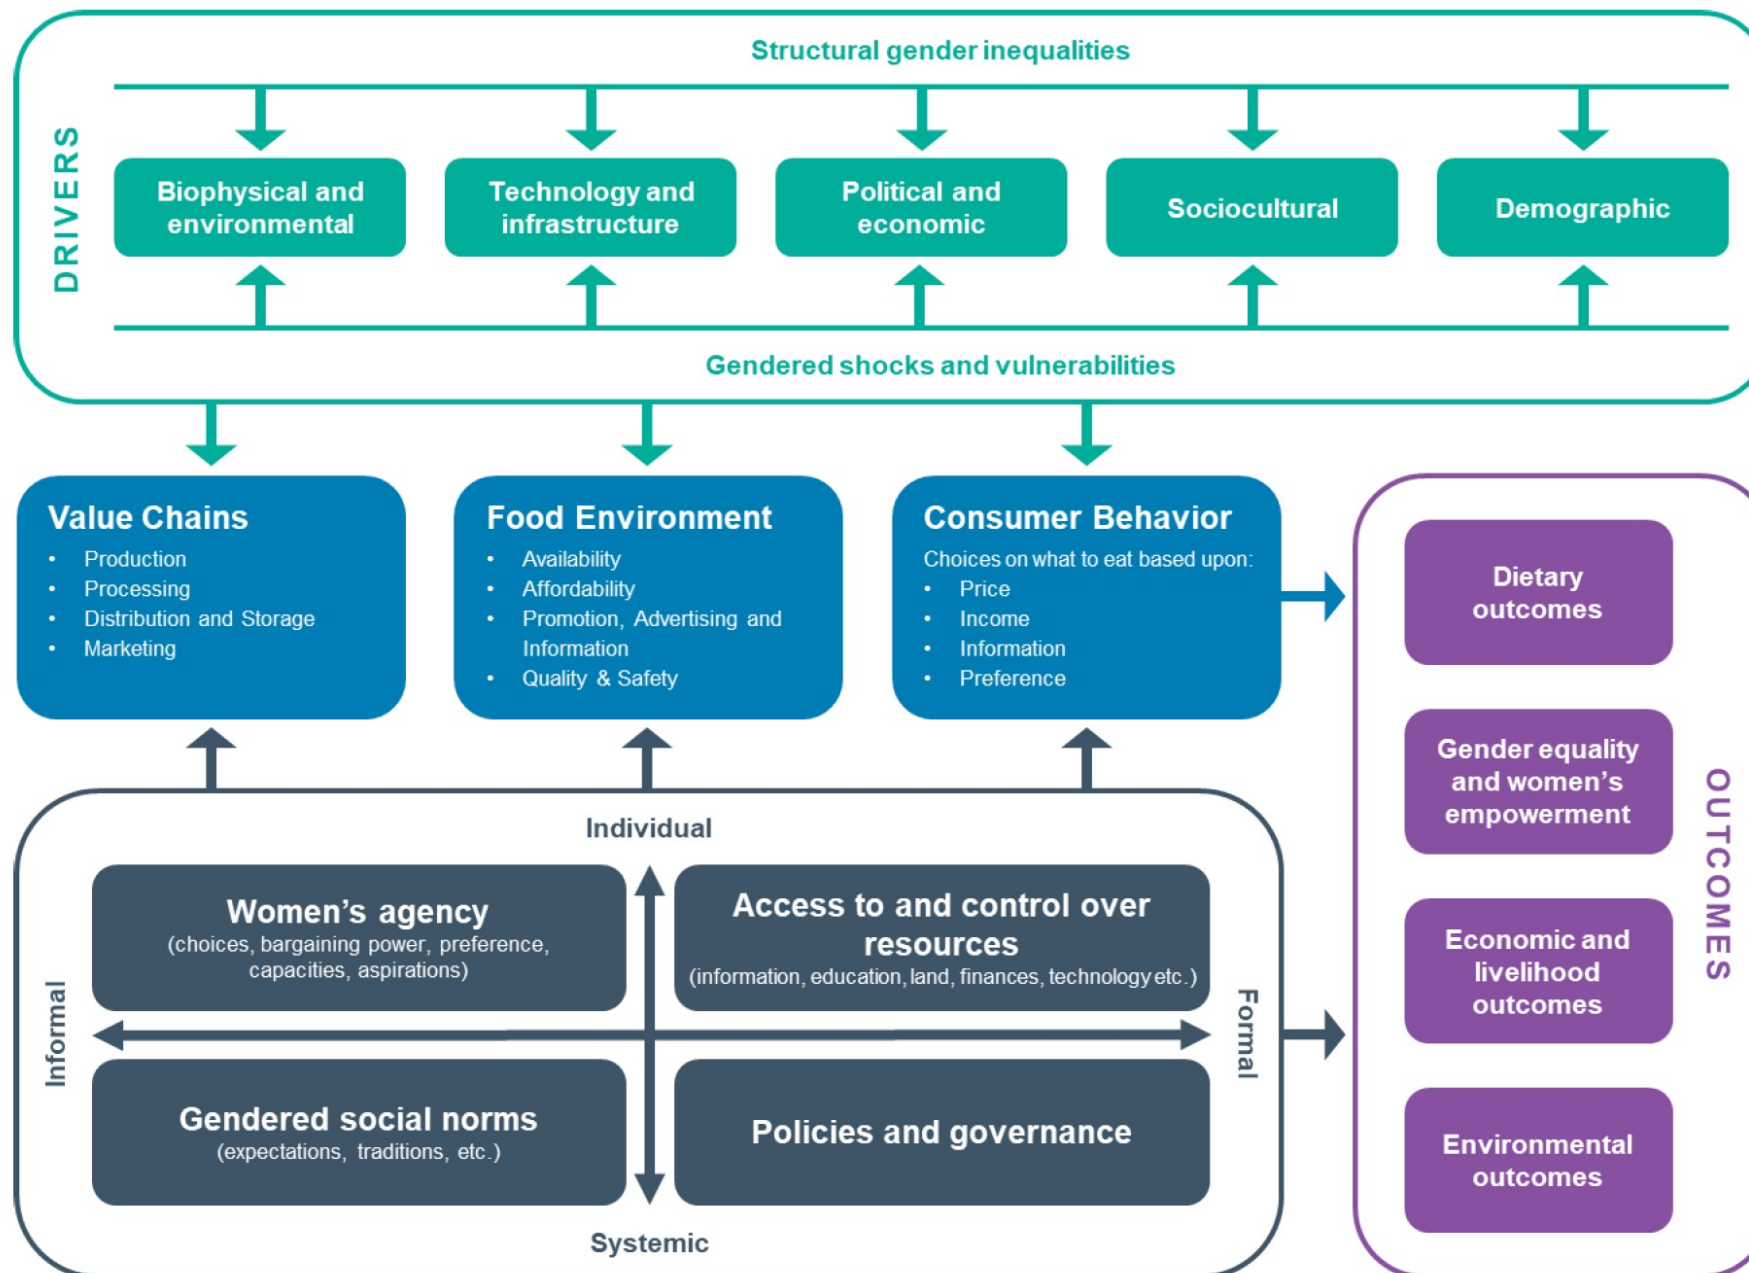 Structural gender inequalities
DRIVERS
Biophysical and
environmental
Technology and
infrastructure
Political and
economic
Sociocultural
Demographic
Gendered shocks and vulnerabilities
Value Chains
• Production
• Processing
• Distribution and Storage
• Marketing
Food Environment
• Availability
• Affordability
• Promotion, Advertising and
Information
• Quality & Safety
Consumer Behavior
Choices on what to eat based upon:
• Price
• Income
• Information
• Preference
Individual
Women’s agency
(choices, bargaining power, preference,
capacities, aspirations)
Access to and control over
resources
(information, education, land, finances, technology etc.)
Informal
Formal
Gendered social norms
(expectations, traditions, etc.)
Policies and governance
Systemic
OUTCOMES
Dietary
outcomes
Gender equality
and women’s
empowerment
Economic and
livelihood
outcomes
Environmental
outcomes